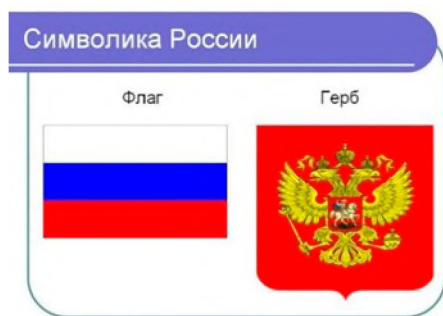 Символика России
Флаг
Герб